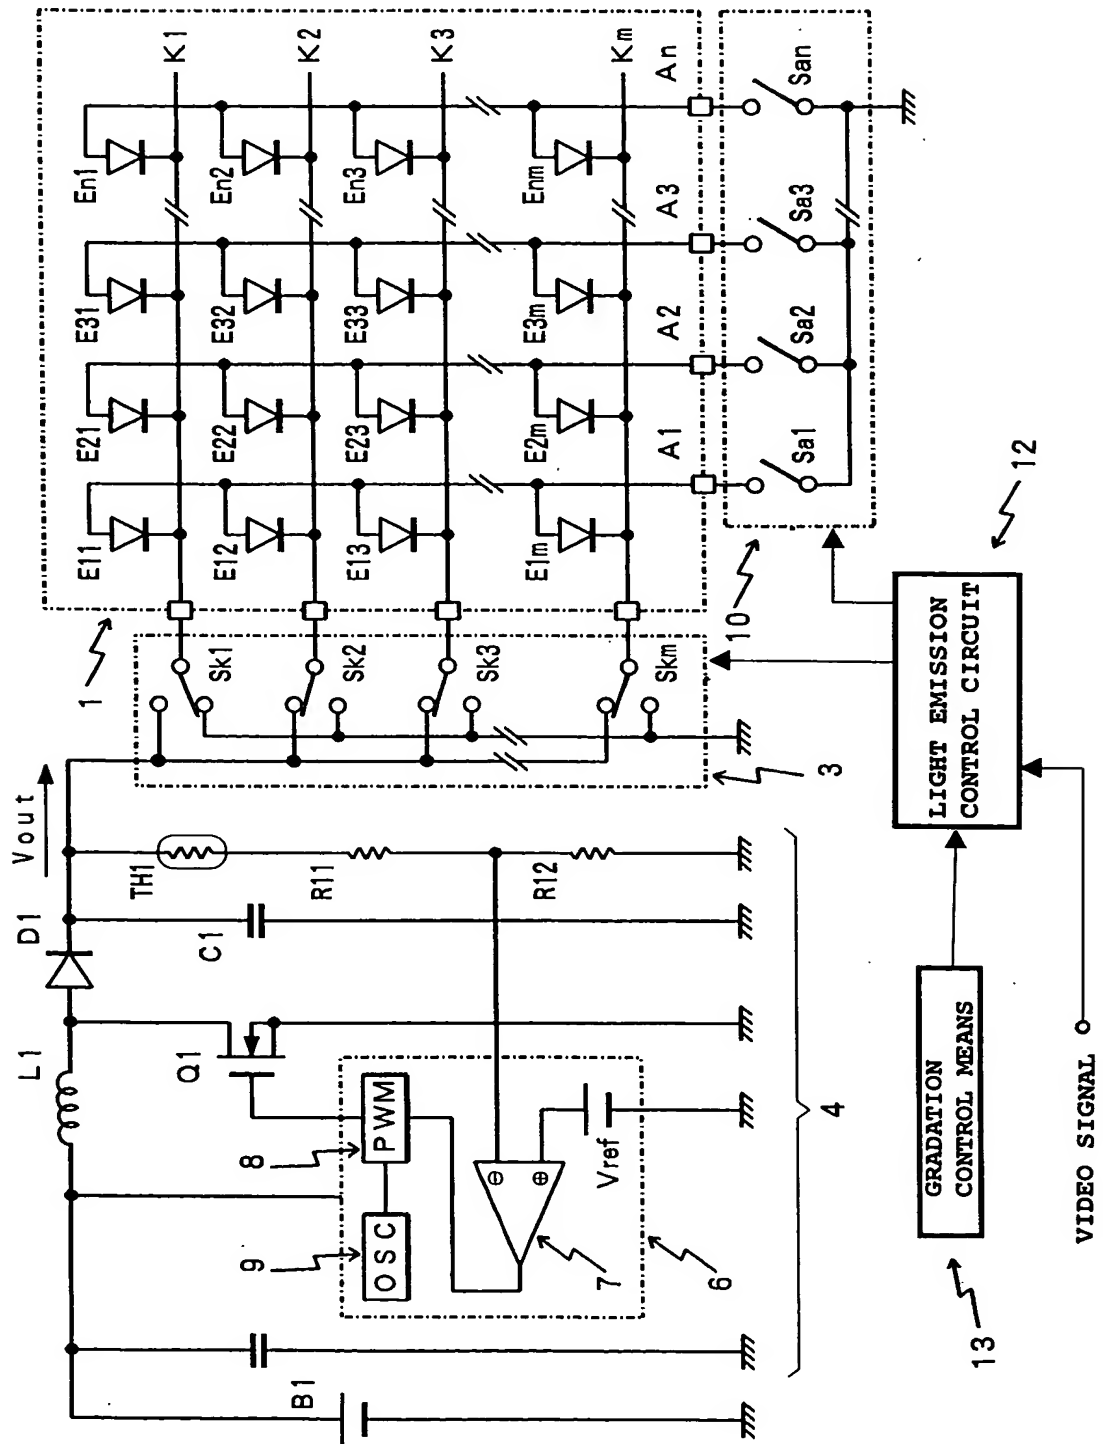 Vout
L1
D1
B1
C1
Q1
TH1
R11
R12
9
OSC
8
PWM
Vref
7
6
4
1
E11
E21
E31
En1
K1
E12
E22
E32
En2
K2
E13
E23
E33
En3
K3
E1m
E2m
E3m
Enm
Km
A1
A2
A3
An
Sk1
Sk2
Sk3
Skm
3
10
Sa1
Sa2
Sa3
San
12
LIGHT EMISSION
CONTROL CIRCUIT
GRADATION
CONTROL MEANS
13
VIDEO SIGNAL